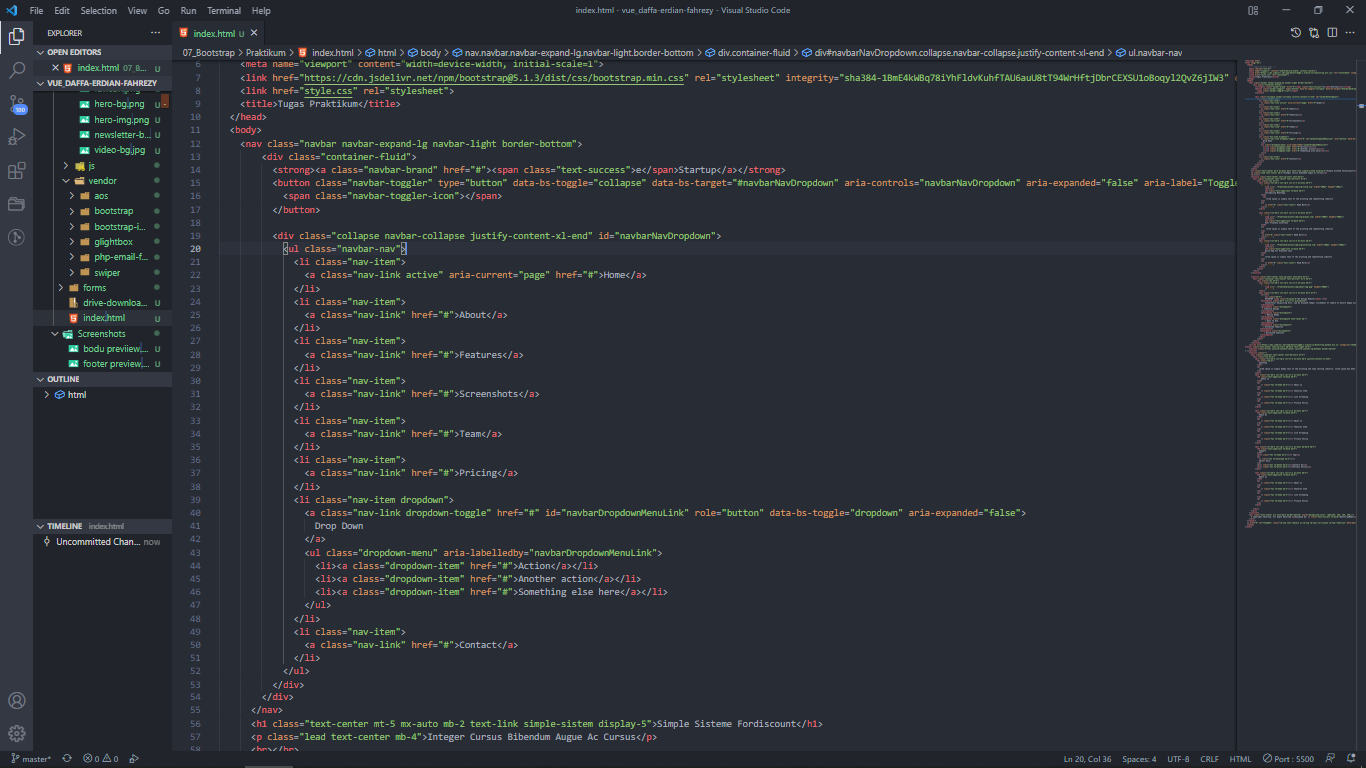 File Edit Selection View Go Run Terminal Help
index.html - vue_daffa-erdian-fahrezy - Visual Studio Code
EXPLORER
index.html U
OPEN EDITORS
07_Bootstrap > Praktikum > index.html > html > body > nav.navbar.navbar-expand-lg.navbar-light.border-bottom > div.container-fluid > div#navbarNavDropdown.collapse.navbar-collapse.justify-content-xl-end > ul.navbar-nav
index.html 07_B... U
VUE_DAFFA-ERDIAN-FAHREZY
hero-bg.png U
hero-img.png U
newsletter-b... U
video-bg.jpg U
js
vendor
aos
bootstrap
bootstrap-i...
glightbox
php-email-f...
swiper
forms
drive-downloa... U
index.html U
Screenshots
bodu previiew.... U
footer preview.... U
OUTLINE
html
TIMELINE index.html
Uncommitted Chan... now
6 <meta name="viewport" content="width=device-width, initial-scale=1">
7 <link href="https://cdn.jsdelivr.net/npm/bootstrap@5.1.3/dist/css/bootstrap.min.css" rel="stylesheet" integrity="sha384-1BmE4kWBq78iYhFldvKuhfTAU6auU8tT94WrHftjDbrCEXSU1oBoqyl2QvZ6jIW3"
8 <link href="style.css" rel="stylesheet">
9 <title>Tugas Praktikum</title>
10 </head>
11 <body>
12 <nav class="navbar navbar-expand-lg navbar-light border-bottom">
13 <div class="container-fluid">
14 <strong><a class="navbar-brand" href="#"><span class="text-success">e</span>Startup</a></strong>
15 <button class="navbar-toggler" type="button" data-bs-toggle="collapse" data-bs-target="#navbarNavDropdown" aria-controls="navbarNavDropdown" aria-expanded="false" aria-label="Toggle
16 <span class="navbar-toggler-icon"></span>
17 </button>
18
19 <div class="collapse navbar-collapse justify-content-xl-end" id="navbarNavDropdown">
20 <ul class="navbar-nav">
21 <li class="nav-item">
22 <a class="nav-link active" aria-current="page" href="#">Home</a>
23 </li>
24 <li class="nav-item">
25 <a class="nav-link" href="#">About</a>
26 </li>
27 <li class="nav-item">
28 <a class="nav-link" href="#">Features</a>
29 </li>
30 <li class="nav-item">
31 <a class="nav-link" href="#">Screenshots</a>
32 </li>
33 <li class="nav-item">
34 <a class="nav-link" href="#">Team</a>
35 </li>
36 <li class="nav-item">
37 <a class="nav-link" href="#">Pricing</a>
38 </li>
39 <li class="nav-item dropdown">
40 <a class="nav-link dropdown-toggle" href="#" id="navbarDropdownMenuLink" role="button" data-bs-toggle="dropdown" aria-expanded="false">
41 Drop Down
42 </a>
43 <ul class="dropdown-menu" aria-labelledby="navbarDropdownMenuLink">
44 <li><a class="dropdown-item" href="#">Action</a></li>
45 <li><a class="dropdown-item" href="#">Another action</a></li>
46 <li><a class="dropdown-item" href="#">Something else here</a></li>
47 </ul>
48 </li>
49 <li class="nav-item">
50 <a class="nav-link" href="#">Contact</a>
51 </li>
52 </ul>
53 </div>
54 </div>
55 </nav>
56 <h1 class="text-center mt-5 mx-auto mb-2 text-link simple-sistem display-5">Simple Sisteme Fordiscount</h1>
57 <p class="lead text-center mb-4">Integer Cursus Bibendum Augue Ac Cursus</p>
58 <br></br>
master* 0 0 Ln 20, Col 36 Spaces: 4 UTF-8 CRLF HTML Port : 5500